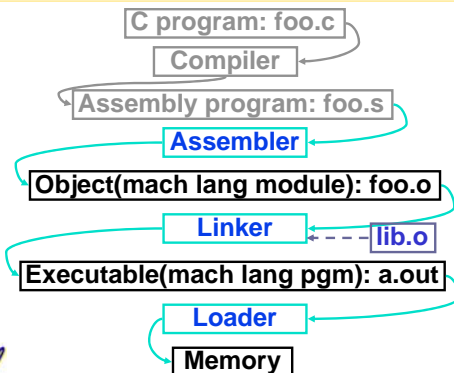 C program: foo.c
Compiler
Assembly program: foo.s
Assembler
Object(mach lang module): foo.o
Linker
lib.o
Executable(mach lang pgm): a.out
Loader
Memory